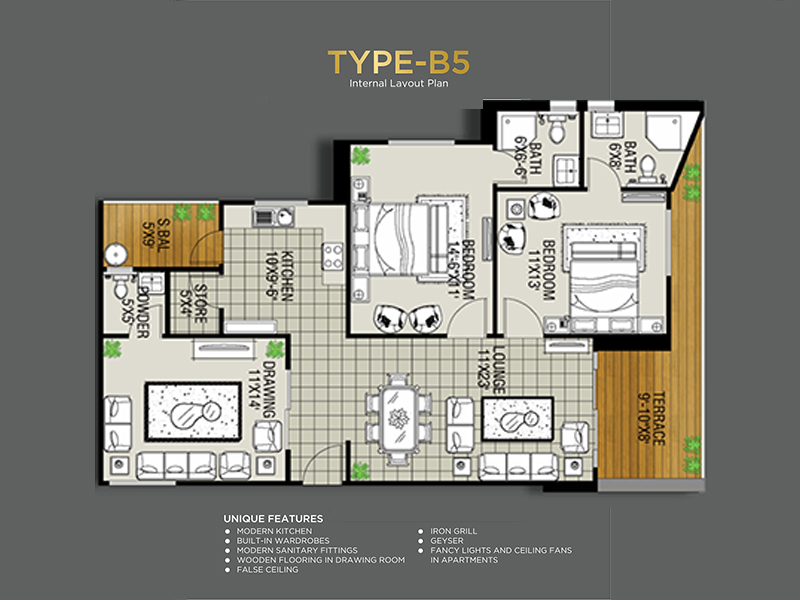 TYPE-B5
Internal Lavout Plan
BATH
6'X6'-6"
BATH
6'X8'
S.BAL
5'X9'
KITCHEN
10'X9'-6"
BEDROOM
14'-6'X11'
BEDROOM
11'X13'
STORE
5'X4'
POWDER
5'X5'
DRAWING
11'X14'
LOUNGE
11'X23'
TERRACE
9'-10"X8'
UNIQUE FEATURES
MODERN KITCHEN
BUILT-IN WARDROBES
MODERN SANITARY FITTINGS
WOODEN FLOORING IN DRAWING ROOM
FALSE CEILING
IRON GRILL
GEYSER
FANCY LIGHTS AND CEILING FANS
IN APARTMENTS